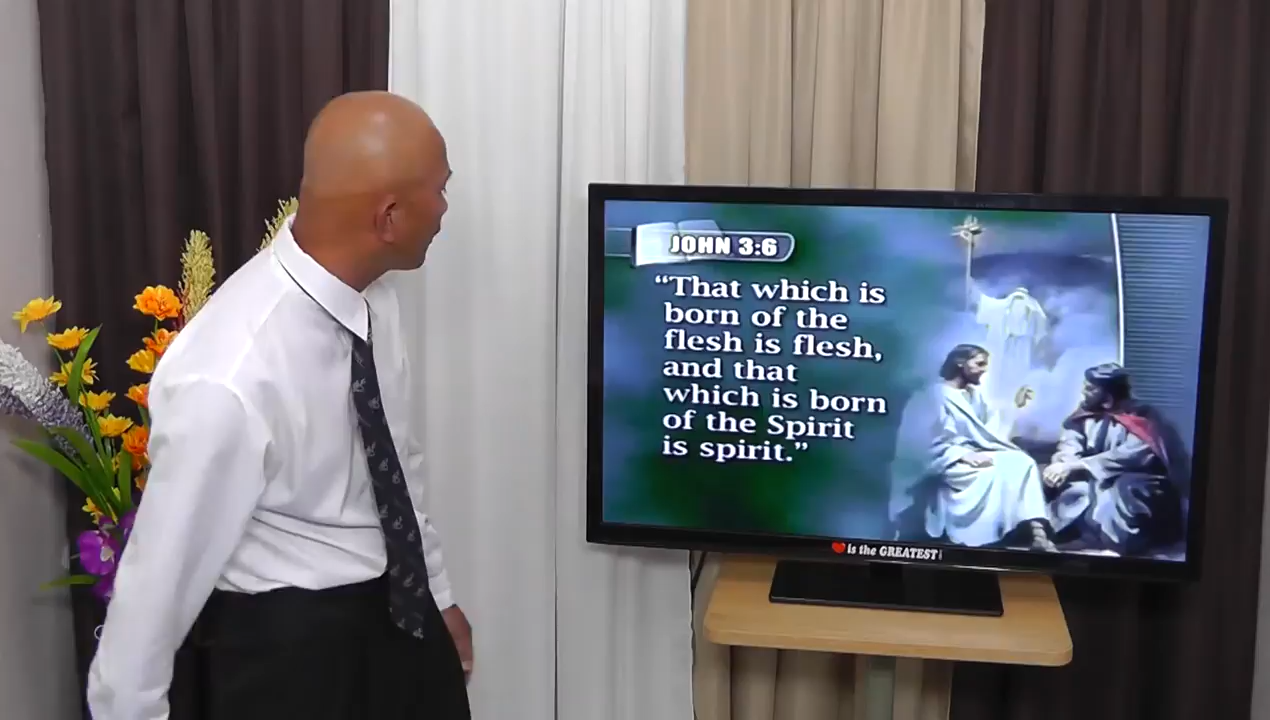 JOHN 3:6
“That which is
born of the
flesh is flesh,
and that
which is born
of the Spirit
is spirit.”
is the GREATEST!